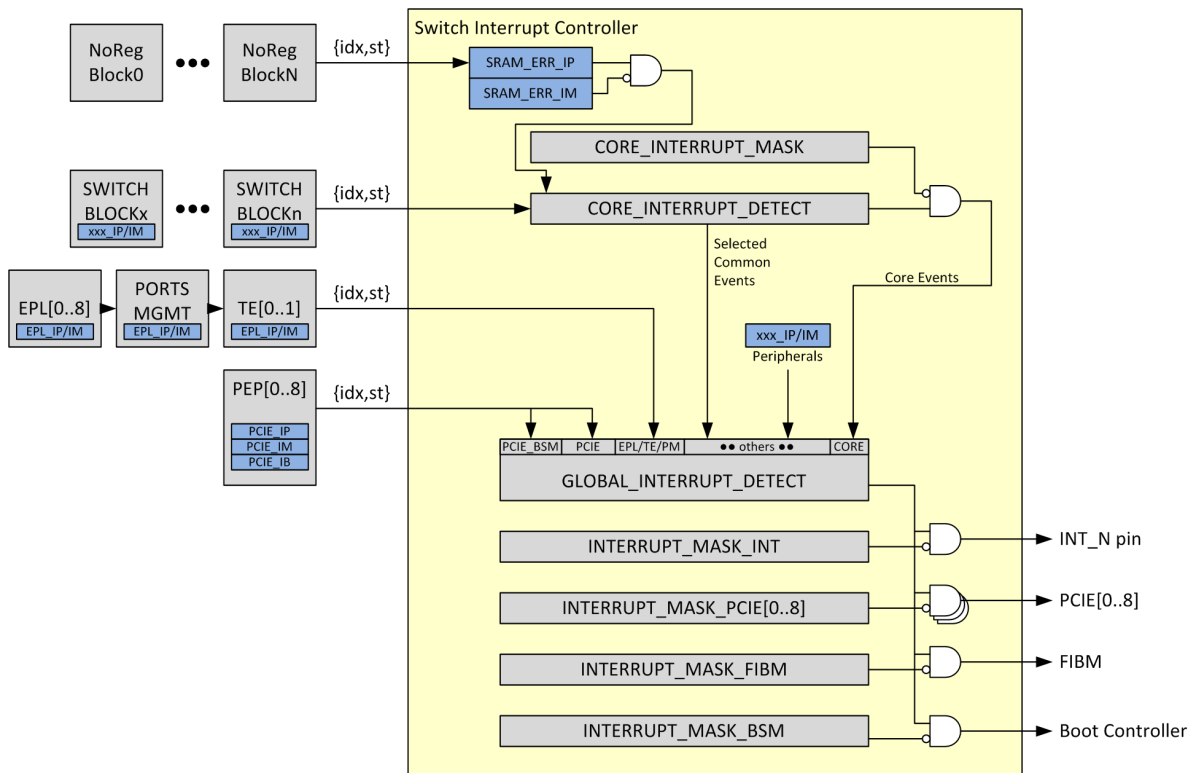 Switch Interrupt Controller
NoReg
Block0
NoReg
BlockN
{idx,st}
SRAM_ERR_IP
SRAM_ERR_IM
CORE_INTERRUPT_MASK
SWITCH
BLOCKx
xxx_IP/IM
SWITCH
BLOCKn
xxx_IP/IM
{idx,st}
CORE_INTERRUPT_DETECT
Selected
Common
Events
Core Events
EPL[0..8]
EPL_IP/IM
PORTS
MGMT
EPL_IP/IM
TE[0..1]
EPL_IP/IM
{idx,st}
xxx_IP/IM
Peripherals
PEP[0..8]
PCIE_IP
PCIE_IM
PCIE_IB
{idx,st}
PCIE_BSM
PCIE
EPL/TE/PM
●● others ●●
CORE
GLOBAL_INTERRUPT_DETECT
INTERRUPT_MASK_INT
INT_N pin
INTERRUPT_MASK_PCIE[0..8]
PCIE[0..8]
INTERRUPT_MASK_FIBM
FIBM
INTERRUPT_MASK_BSM
Boot Controller